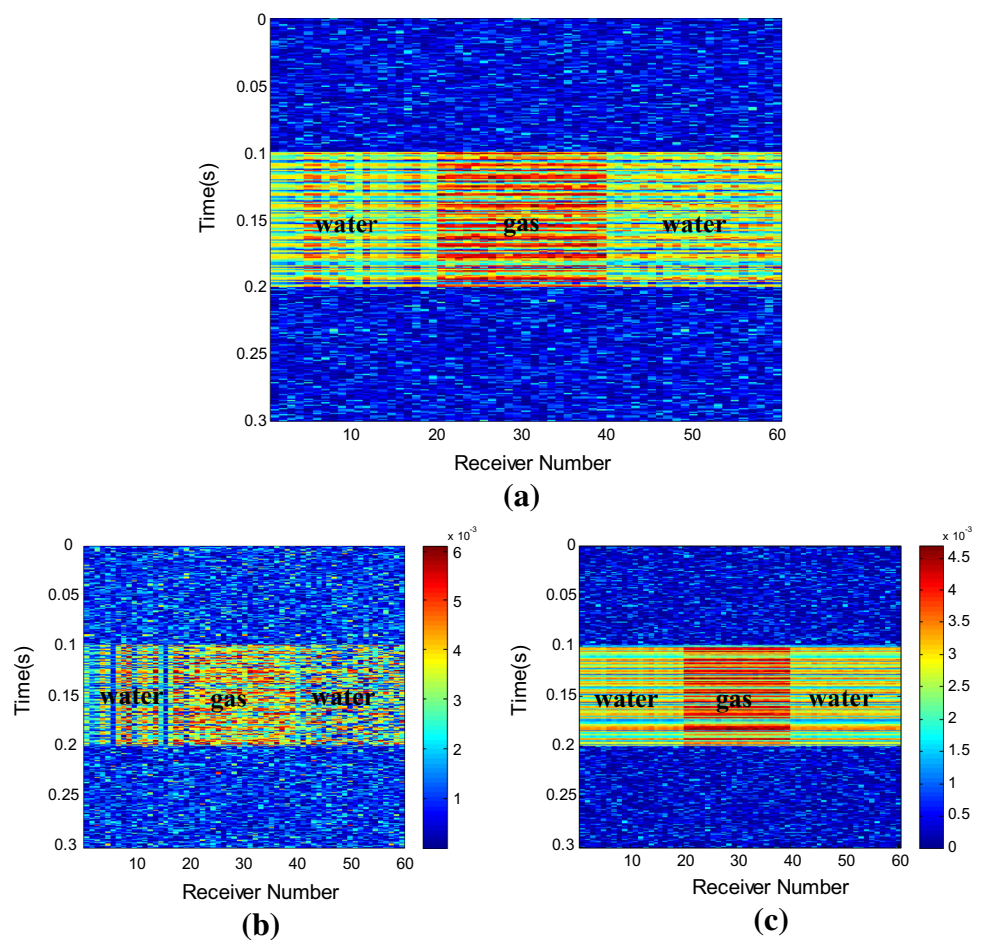 0
0.05
0.1
0.15
0.2
0.25
0.3
Time(s)
water
gas
water
10
20
30
40
50
60
Receiver Number
(a)
0
0.05
0.1
0.15
0.2
0.25
0.3
Time(s)
water
gas
water
10
20
30
40
50
60
Receiver Number
x 10⁻³
6
5
4
3
2
1
(b)
0
0.05
0.1
0.15
0.2
0.25
0.3
Time(s)
water
gas
water
10
20
30
40
50
60
Receiver Number
x 10⁻³
4.5
4
3.5
3
2.5
2
1.5
1
0.5
0
(c)